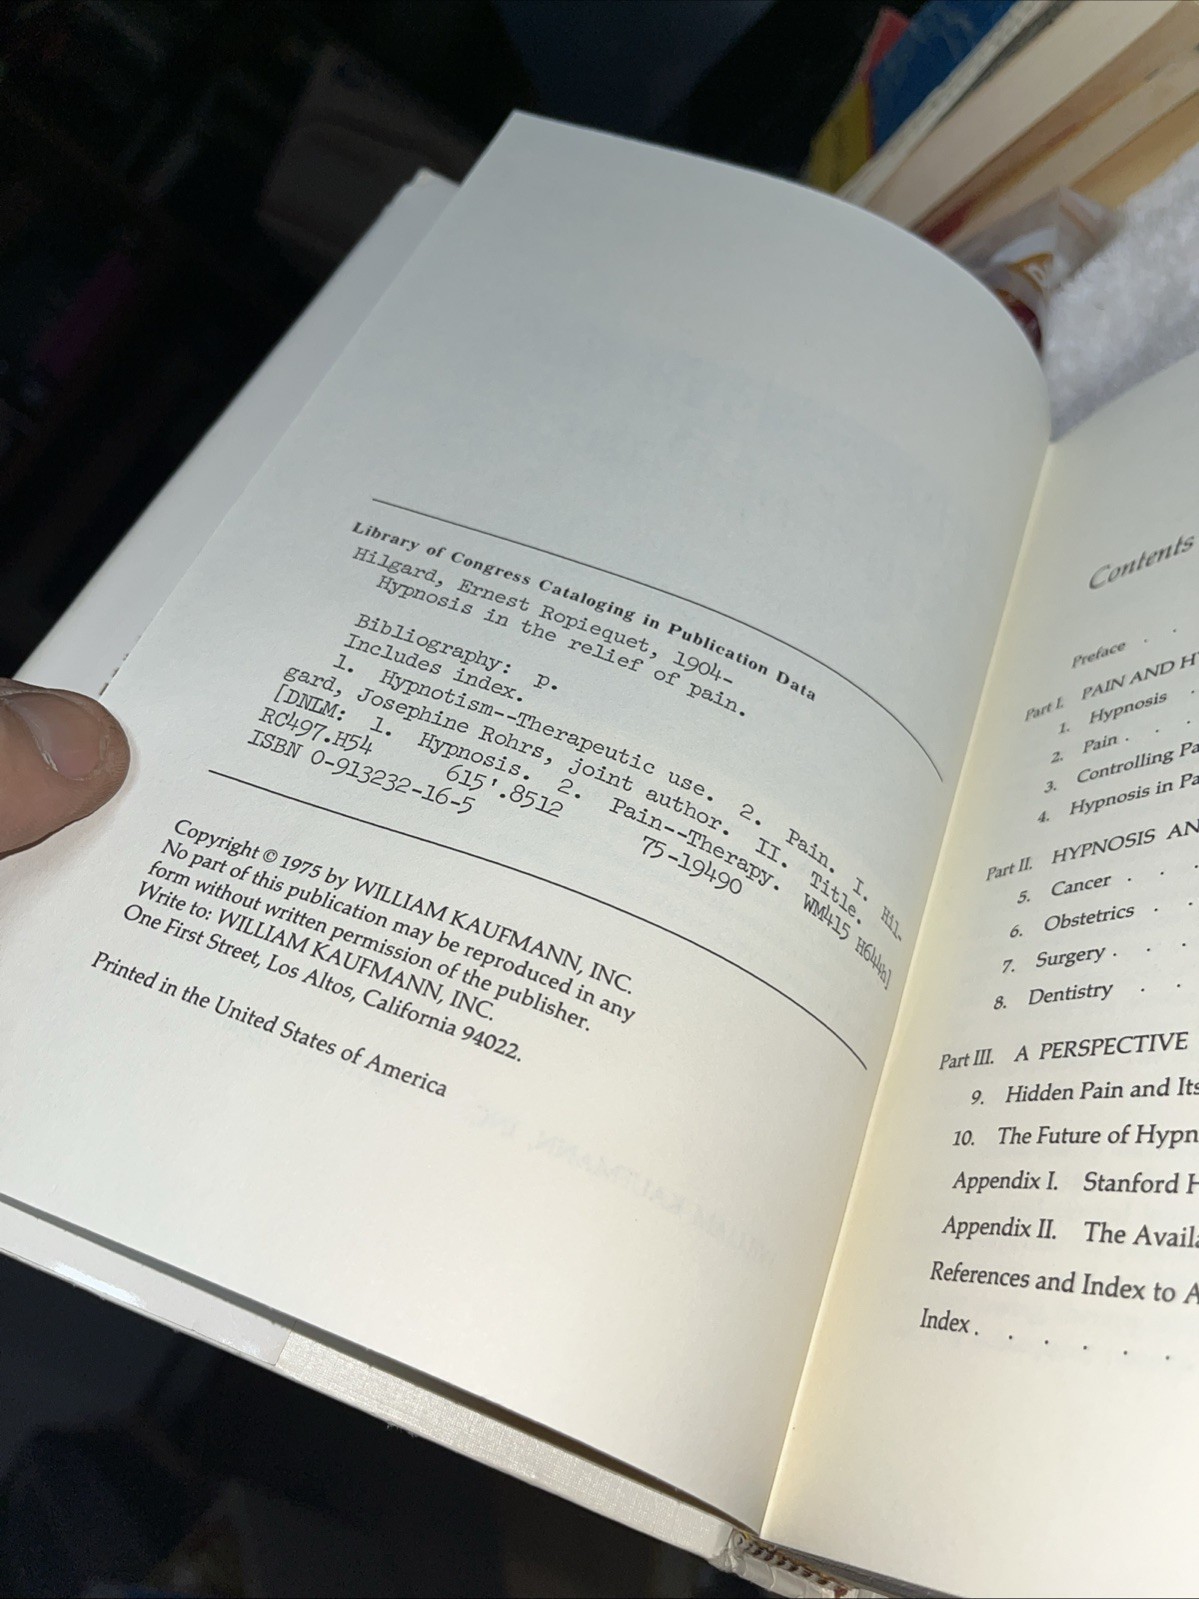 Library of Congress Cataloging in Publication Data
Hilgard, Ernest Ropiequet, 1904-
Hypnosis in the relief of pain.
Bibliography: p.
Includes index.
1. Hypnotism--Therapeutic use. 2. Pain. I. Hil-
gard, Josephine Rohrs, joint author. II. Title.
[DNLM: 1. Hypnosis. 2. Pain--Therapy. WM415 H644h]
RC497.H54 615'.8512 75-19490
ISBN 0-913232-16-5
Copyright © 1975 by WILLIAM KAUFMANN, INC.
No part of this publication may be reproduced in any
form without written permission of the publisher.
Write to: WILLIAM KAUFMANN, INC.
One First Street, Los Altos, California 94022.
Printed in the United States of America
Contents
Preface . .
Part I. PAIN AND HY
1. Hypnosis .
2. Pain . .
3. Controlling Pa
4. Hypnosis in Pa
Part II. HYPNOSIS AN
5. Cancer . . .
6. Obstetrics . .
7. Surgery . . .
8. Dentistry . .
Part III. A PERSPECTIVE
9. Hidden Pain and Its
10. The Future of Hypn
Appendix I. Stanford H
Appendix II. The Availa
References and Index to A
Index . . . . . .